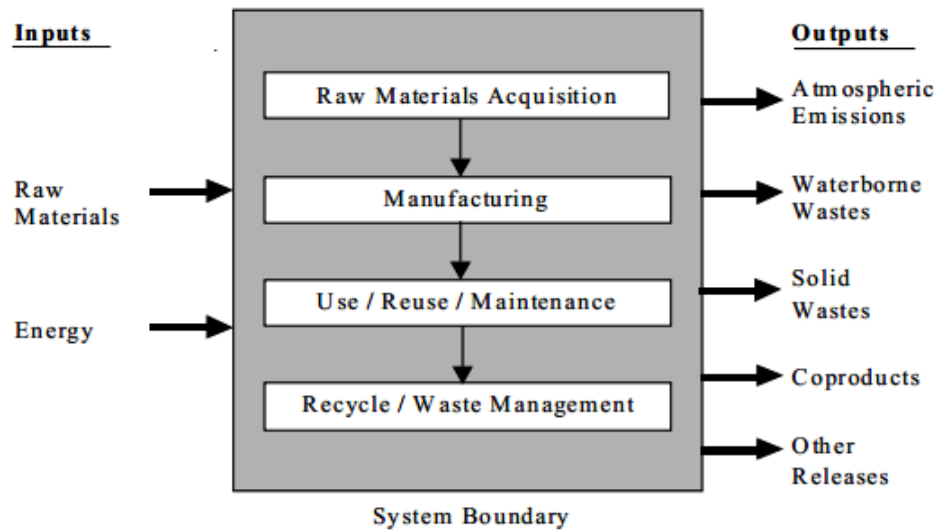 Inputs
Raw
Materials
Energy
Raw Materials Acquisition
Manufacturing
Use / Reuse / Maintenance
Recycle / Waste Management
System Boundary
Outputs
Atmospheric
Emissions
Waterborne
Wastes
Solid
Wastes
Coproducts
Other
Releases